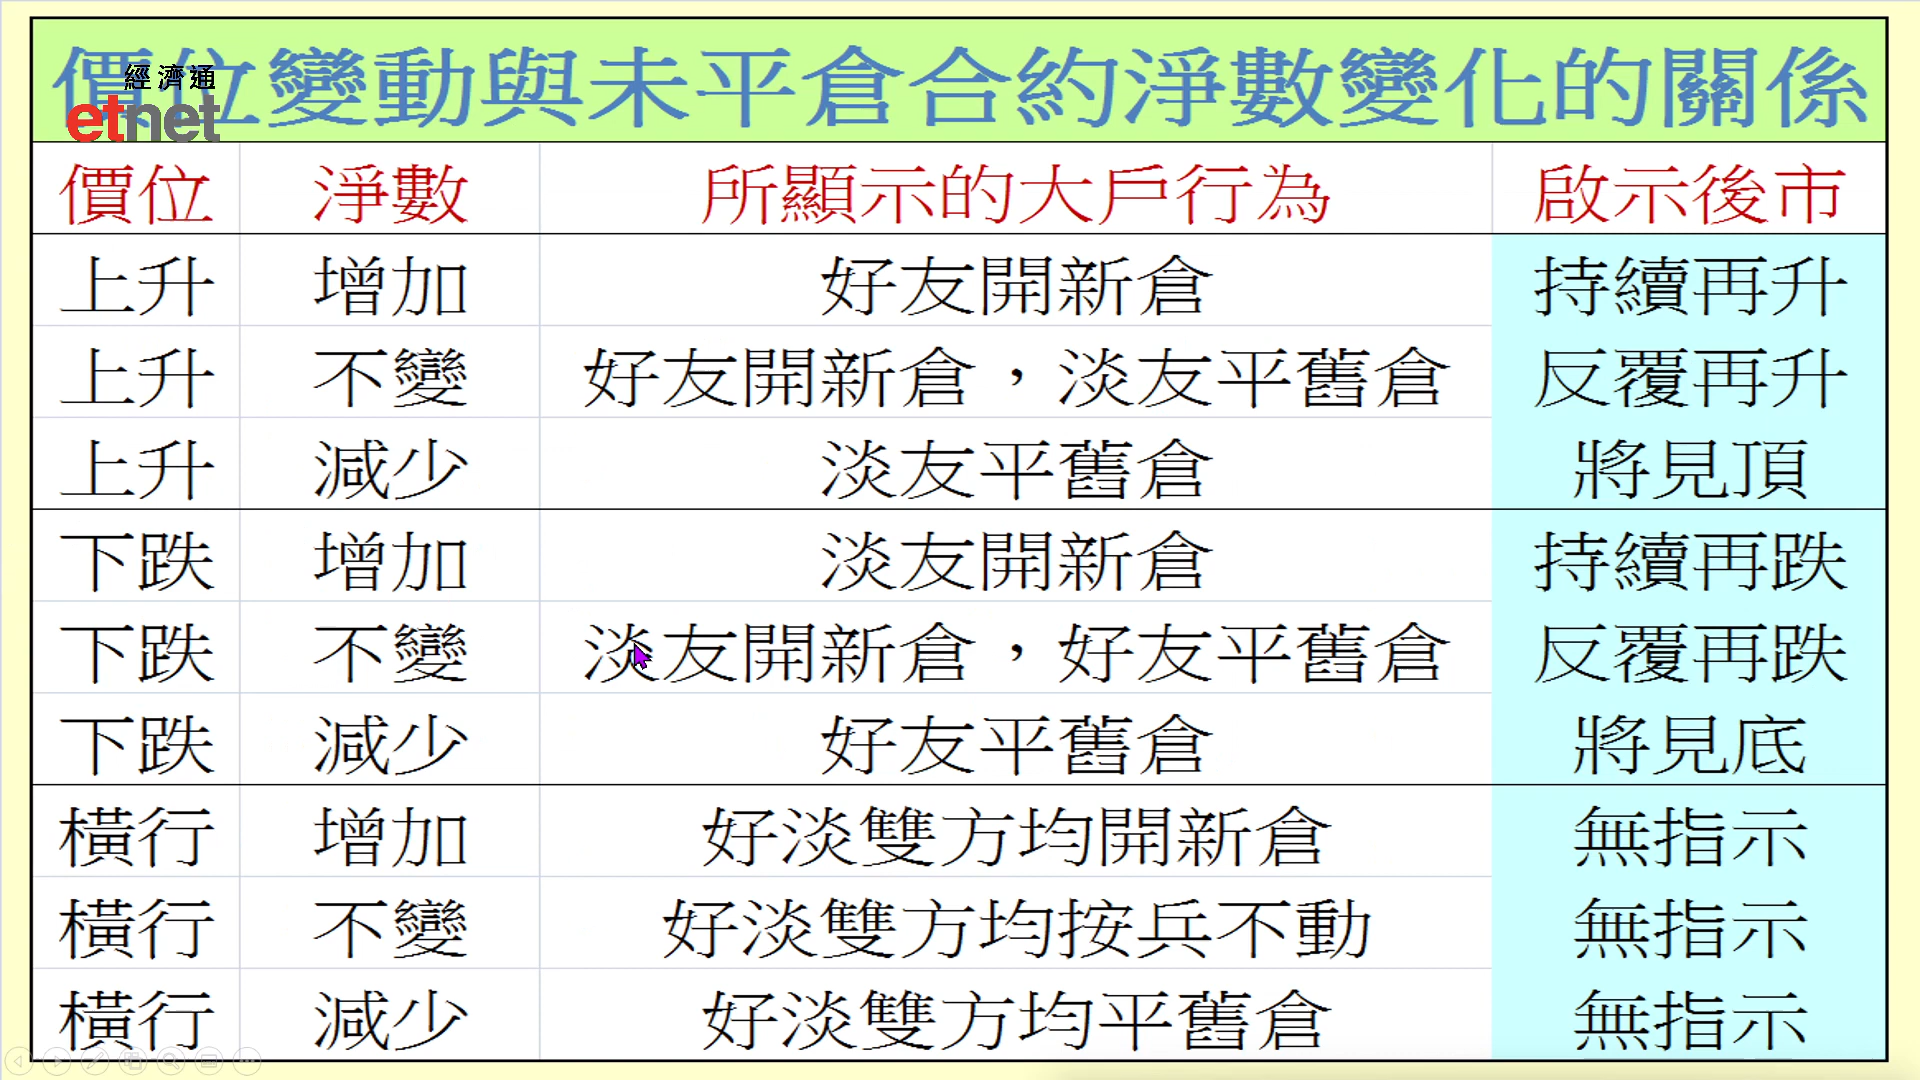 價位變動與未平倉合約淨數變化的關係
經濟通
etnet
價位 淨數 所顯示的大戶行為 啟示後市
上升 增加 好友開新倉 持續再升
上升 不變 好友開新倉，淡友平舊倉 反覆再升
上升 減少 淡友平舊倉 將見頂
下跌 增加 淡友開新倉 持續再跌
下跌 不變 淡友開新倉，好友平舊倉 反覆再跌
下跌 減少 好友平舊倉 將見底
橫行 增加 好淡雙方均開新倉 無指示
橫行 不變 好淡雙方均按兵不動 無指示
橫行 減少 好淡雙方均平舊倉 無指示